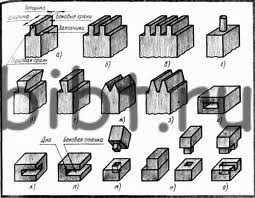 Толщина
Ширина
Боковые грани
Заплечики
Торцовая грань
а)
б)
в)
г)
д)
е)
ж)
з)
и)
Дно
Боковая стенка
к)
л)
м)
н)
о)
bibl.ru